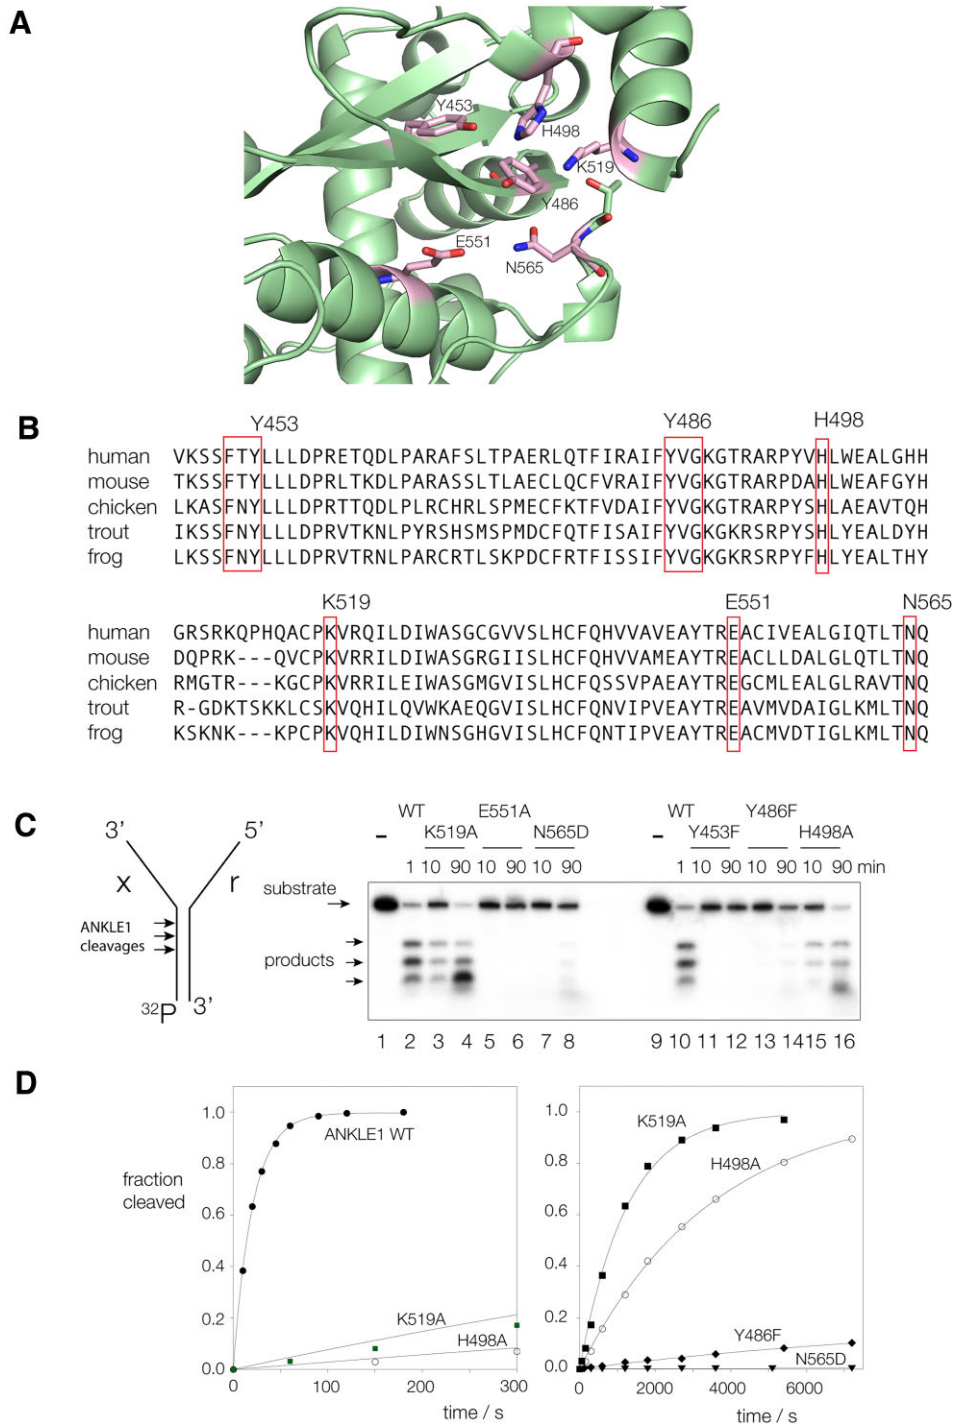 A
Y453
H498
K519
Y486
E551
N565
B
Y453 Y486 H498
human VKSSFTYLLLDPRETQDLPARAFSLTPAERLQTFIRAIFYVGKGTRARPYVHLWEALGHH
mouse TKSSFTYLLLDPRLTKDLPARASSLTLAECLQCFVRAIFYVGKGTRARPDAHLWEAFGYH
chicken LKASFNYLLLDPRTTQDLPLRCHRLSPMECFKTFVDAIFYVGKGTRARPYSHLAEAVTQH
trout IKSSFNYLLLDPRVTKNLPYRSHSMSPMDCFQTFISAIFYVGKGKRSRPYSHLYEALDYH
frog LKSSFNYLLLDPRVTRNLPARCRTLSKPDCFRTFISSIFYVGKGKRSRPYFHLYEALTHY
K519 E551 N565
human GRSRKQPHQACPKVRQILDIWASGCGVVSLHCFQHVVAVEAYTREACIVEALGIQTLTNQ
mouse DQPRK---QVCPKVRRILDIWASGRGIISLHCFQHVVAMEAYTREACLLDALGLQTLTNQ
chicken RMGTR---KGCPKVRRILEIWASGMGVISLHCFQSSVPAEAYTREGCMLEALGLRAVTNQ
trout R-GDKTSKKLCSKVQHILQVWKAEQGVISLHCFQNVIPVEAYTREAVMVDAIGLKMLTNQ
frog KSKNK---KPCPKVQHILDIWNSGHGVISLHCFQNTIPVEAYTREACMVDTIGLKMLTNQ
C
3' 5'
x r
ANKLE1
cleavages
32P 3'
WT E551A WT Y486F
– K519A N565D – Y453F H498A
1 10 90 10 90 10 90 1 10 90 10 90 10 90 min
substrate
products
1 2 3 4 5 6 7 8 9 10 11 12 13 14 15 16
D
fraction
cleaved
1.0
0.8
0.6
0.4
0.2
0.0
ANKLE1 WT
K519A
H498A
0 100 200 300
time / s
1.0
0.8
0.6
0.4
0.2
0.0
K519A
H498A
Y486F
N565D
0 2000 4000 6000
time / s